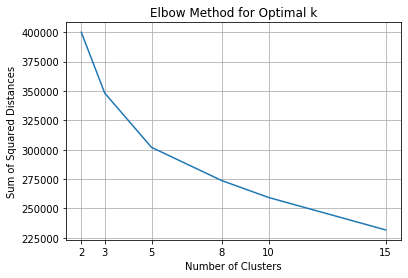 Elbow Method for Optimal k
400000
375000
350000
325000
300000
275000
250000
225000
Sum of Squared Distances
2 3 5 8 10 15
Number of Clusters